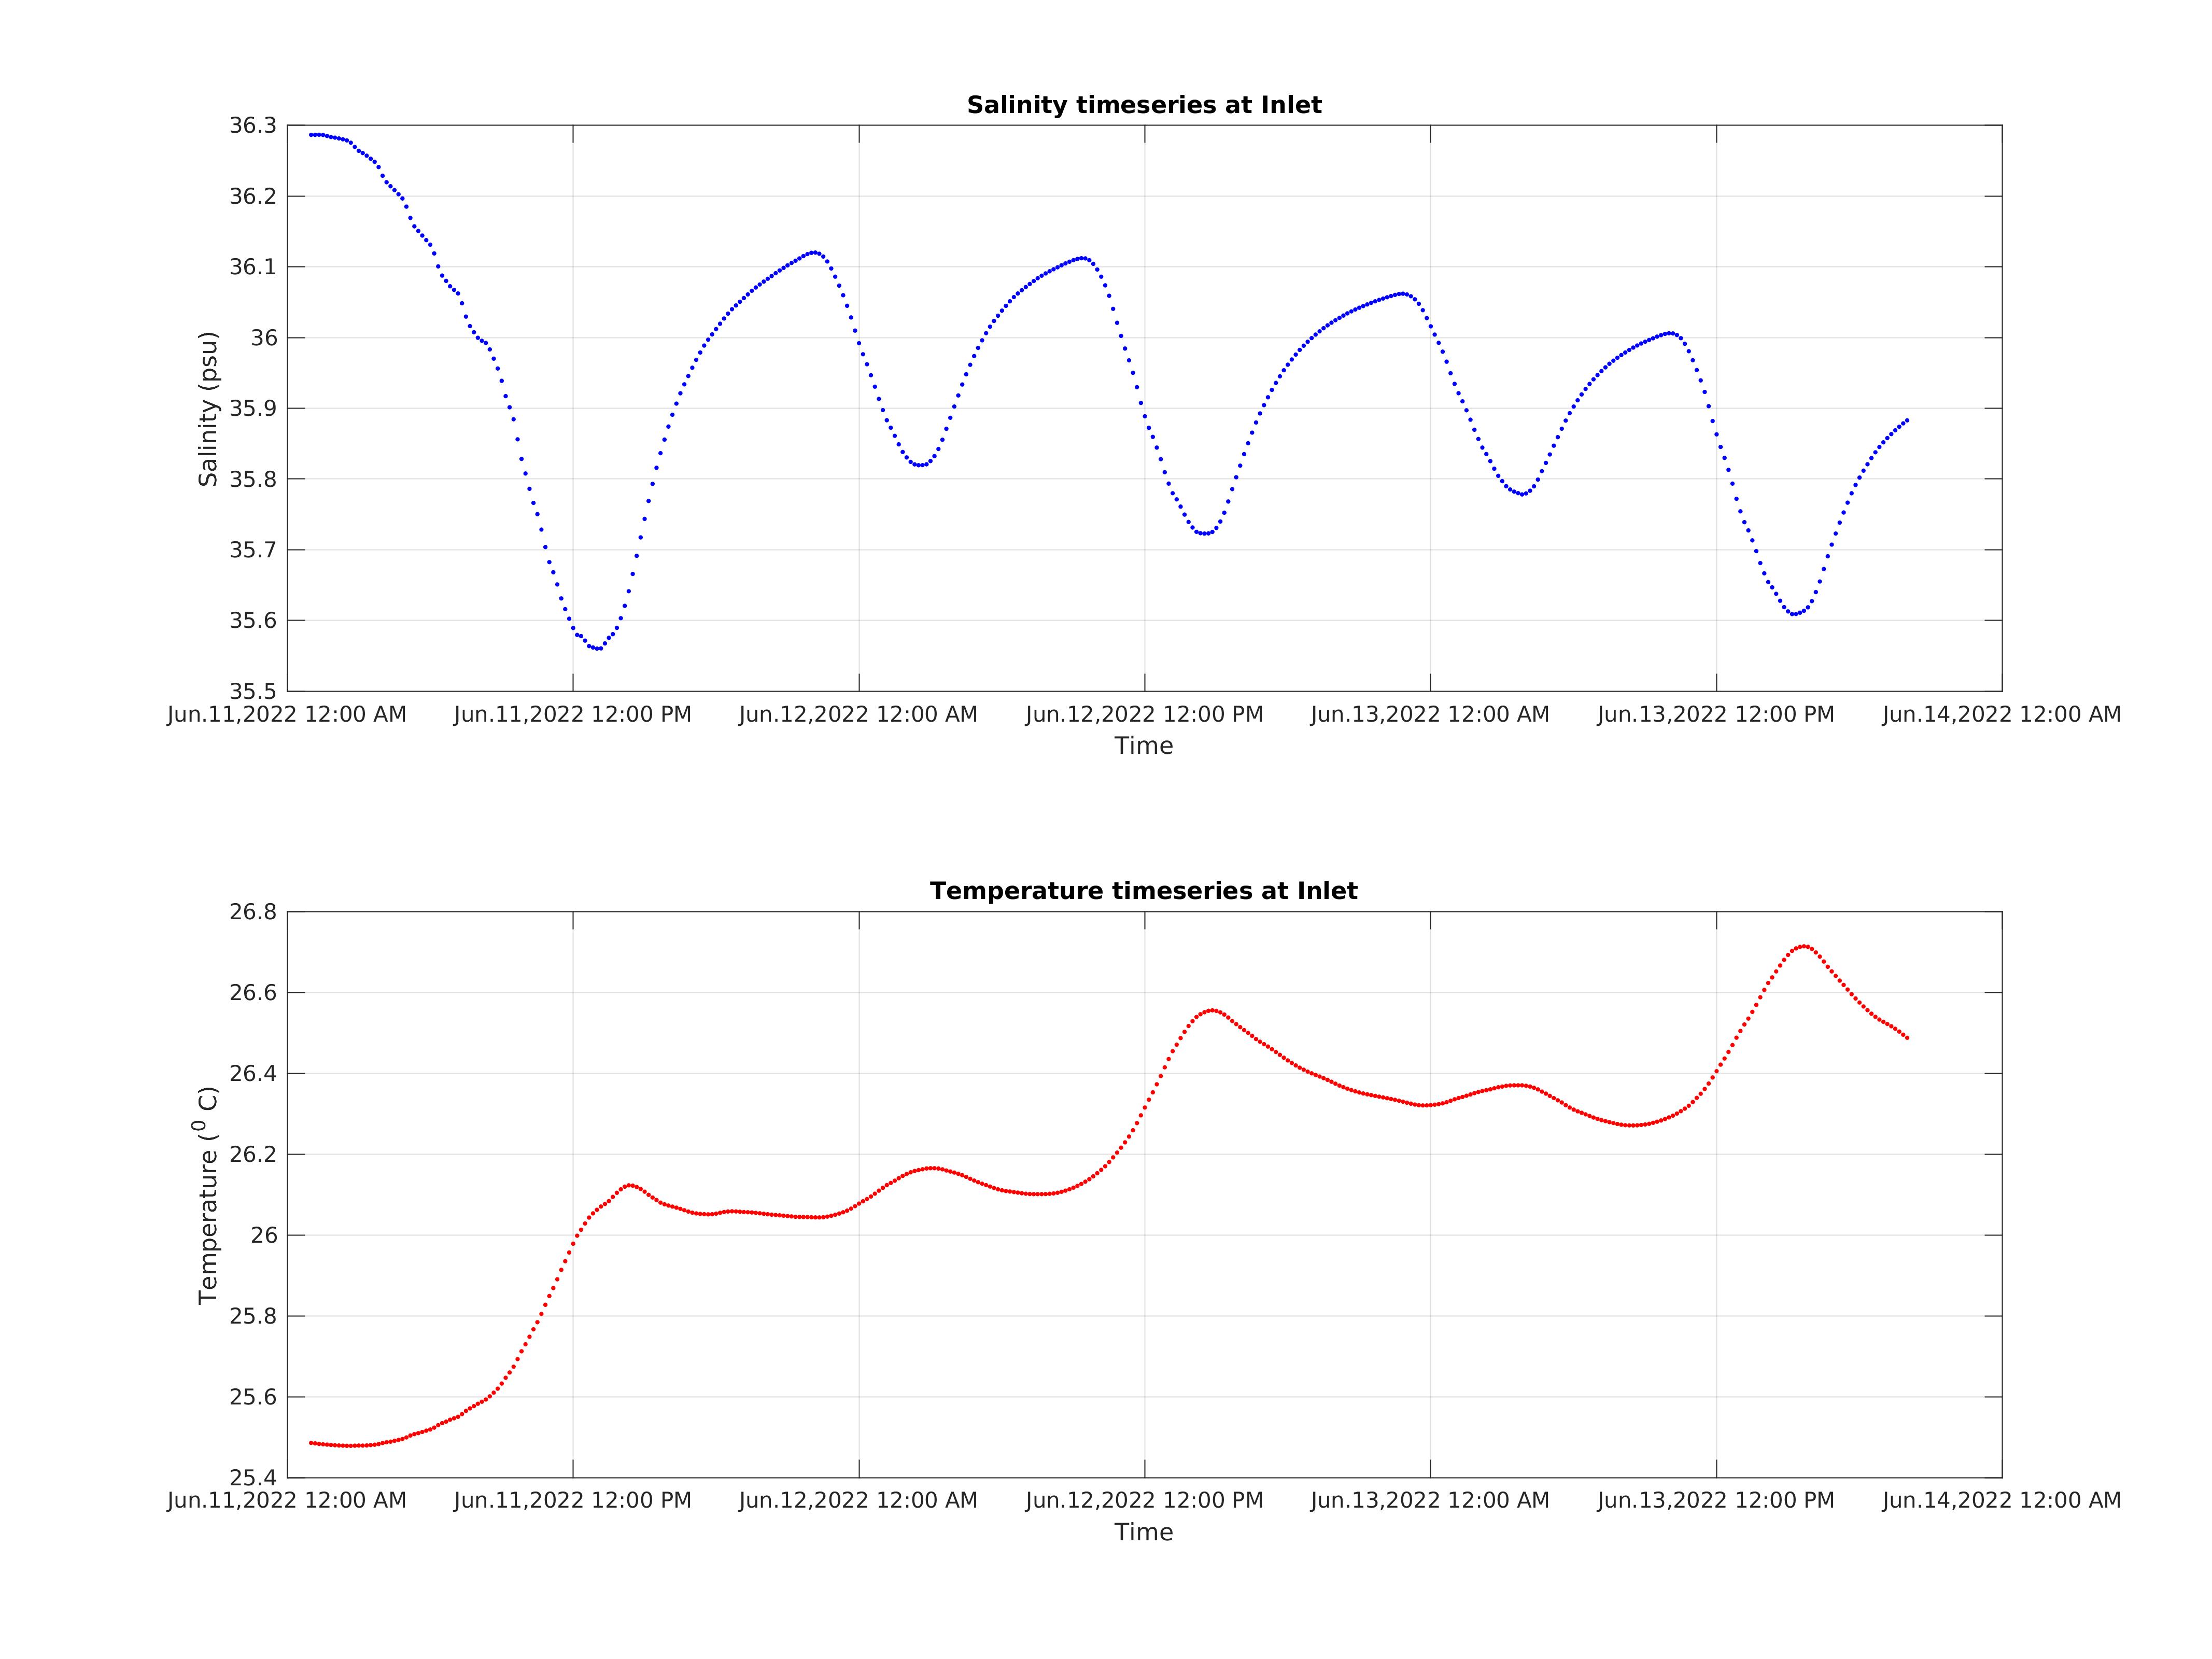 Salinity timeseries at Inlet
36.3
36.2
36.1
36
35.9
35.8
35.7
35.6
35.5
Salinity (psu)
Jun.11,2022 12:00 AM Jun.11,2022 12:00 PM Jun.12,2022 12:00 AM Jun.12,2022 12:00 PM Jun.13,2022 12:00 AM Jun.13,2022 12:00 PM Jun.14,2022 12:00 AM
Time
Temperature timeseries at Inlet
26.8
26.6
26.4
26.2
26
25.8
25.6
25.4
Temperature (⁰ C)
Jun.11,2022 12:00 AM Jun.11,2022 12:00 PM Jun.12,2022 12:00 AM Jun.12,2022 12:00 PM Jun.13,2022 12:00 AM Jun.13,2022 12:00 PM Jun.14,2022 12:00 AM
Time